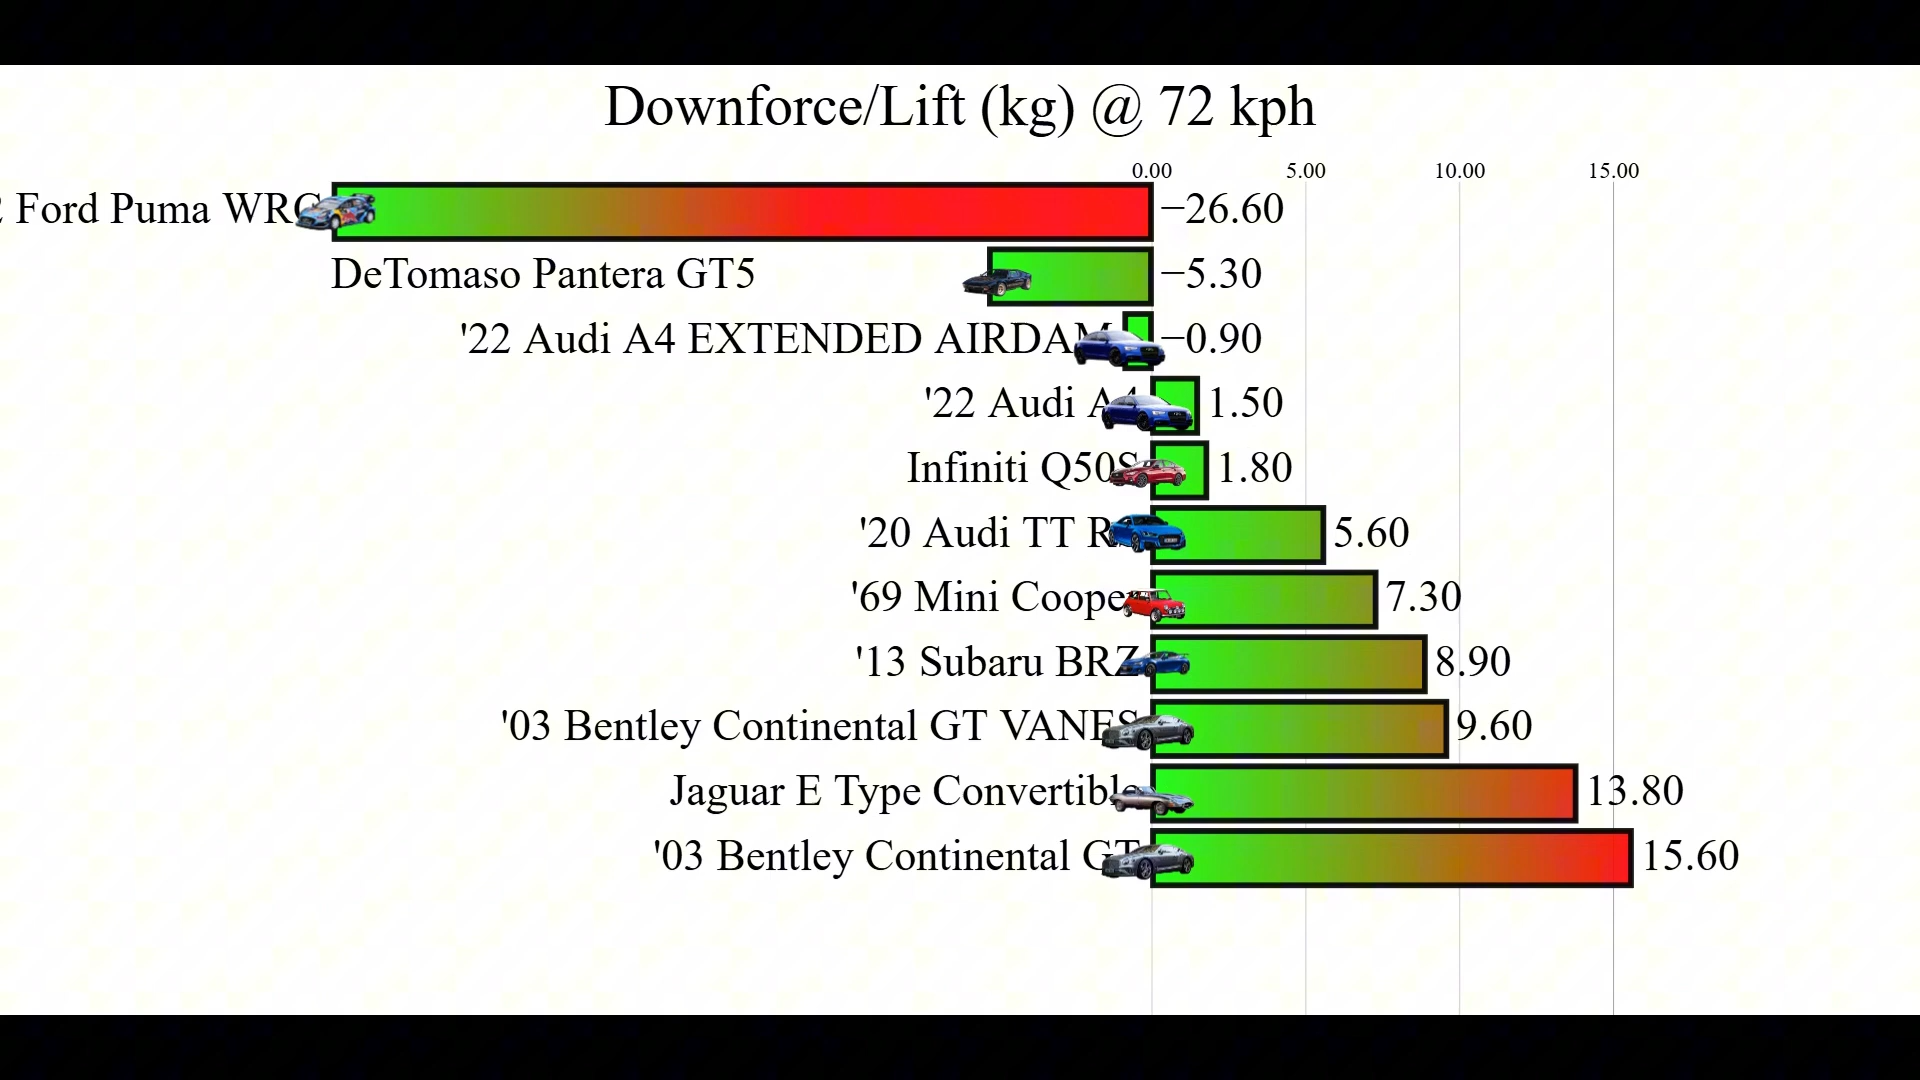 Downforce/Lift (kg) @ 72 kph
0.00 5.00 10.00 15.00
2 Ford Puma WRC −26.60
DeTomaso Pantera GT5 −5.30
'22 Audi A4 EXTENDED AIRDAM −0.90
'22 Audi A4 1.50
Infiniti Q50S 1.80
'20 Audi TT RS 5.60
'69 Mini Cooper 7.30
'13 Subaru BRZ 8.90
'03 Bentley Continental GT VANES 9.60
Jaguar E Type Convertible 13.80
'03 Bentley Continental GT 15.60